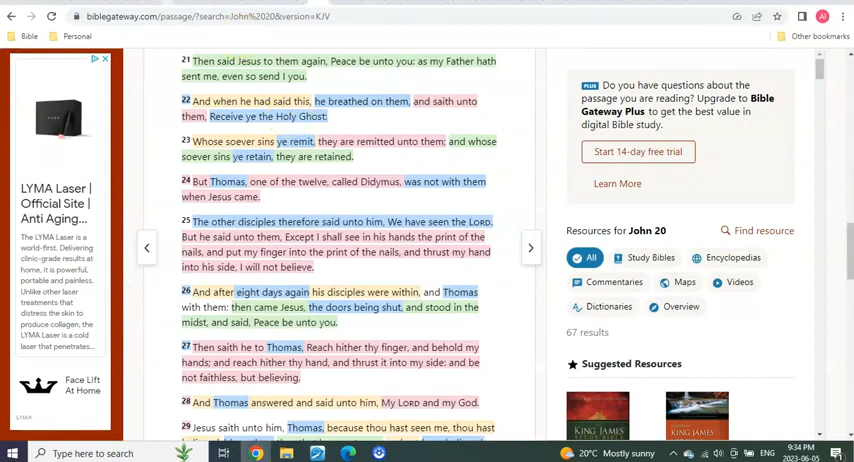 biblegateway.com/passage/?search=John%2020&version=KJV
Bible
Personal
Other bookmarks
LYMA Laser |
Official Site |
Anti Aging...
The LYMA Laser is a
world-first. Delivering
clinic-grade results at
home, it is powerful,
portable and painless.
Unlike other laser
treatments that
distress the skin to
produce collagen, the
LYMA Laser is a cold
laser that penetrates...
Face Lift
At Home
LYMA
21 Then said Jesus to them again, Peace be unto you: as my Father hath
sent me, even so send I you.
22 And when he had said this, he breathed on them, and saith unto
them, Receive ye the Holy Ghost:
23 Whose soever sins ye remit, they are remitted unto them; and whose
soever sins ye retain, they are retained.
24 But Thomas, one of the twelve, called Didymus, was not with them
when Jesus came.
25 The other disciples therefore said unto him, We have seen the LORD.
But he said unto them, Except I shall see in his hands the print of the
nails, and put my finger into the print of the nails, and thrust my hand
into his side, I will not believe.
26 And after eight days again his disciples were within, and Thomas
with them: then came Jesus, the doors being shut, and stood in the
midst, and said, Peace be unto you.
27 Then saith he to Thomas, Reach hither thy finger, and behold my
hands; and reach hither thy hand, and thrust it into my side: and be
not faithless, but believing.
28 And Thomas answered and said unto him, My LORD and my God.
29 Jesus saith unto him, Thomas, because thou hast seen me, thou hast
PLUS Do you have questions about the
passage you are reading? Upgrade to Bible
Gateway Plus to get the best value in
digital Bible study.
Start 14-day free trial
Learn More
Resources for John 20
Find resource
All
Study Bibles
Encyclopedias
Commentaries
Maps
Videos
Dictionaries
Overview
67 results
Suggested Resources
KING JAMES
KING JAMES
Type here to search
20°C Mostly sunny
ENG
9:34 PM
2023-06-05